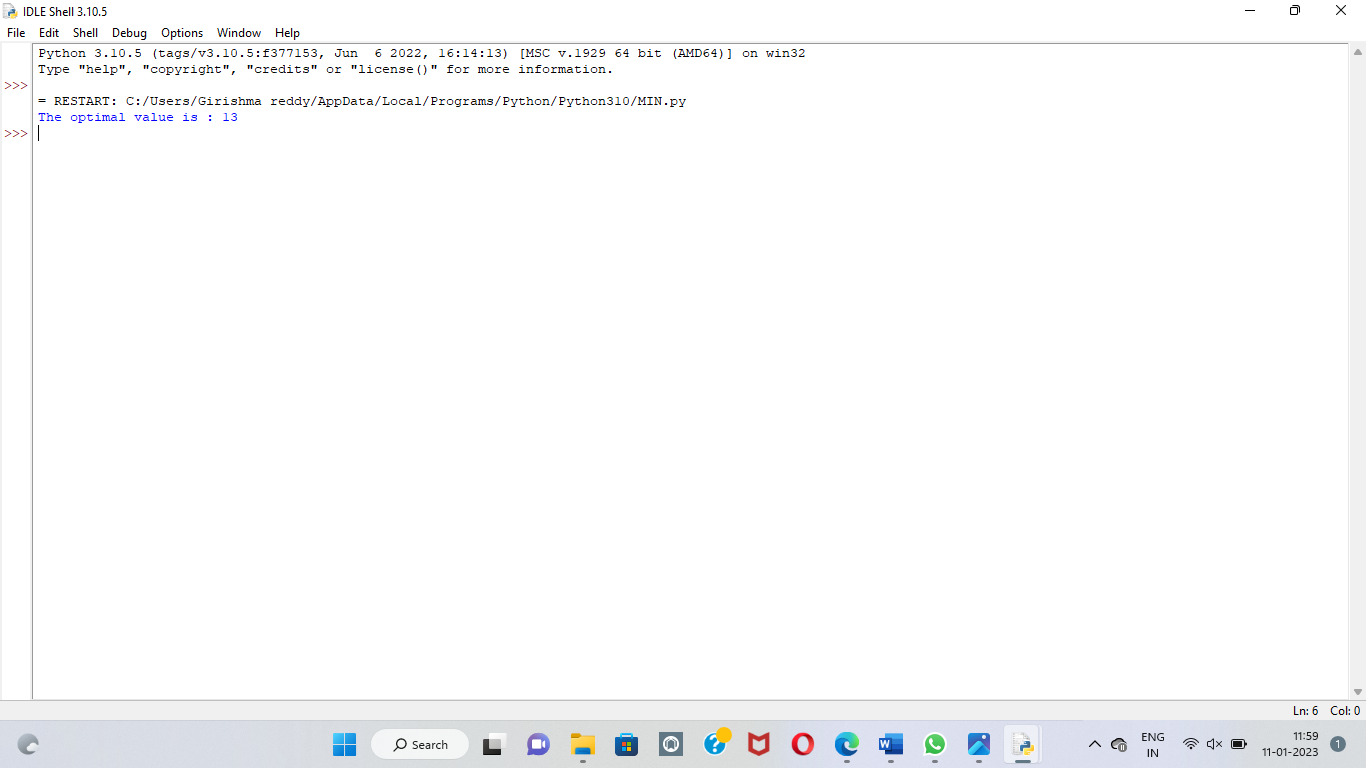 IDLE Shell 3.10.5
File Edit Shell Debug Options Window Help
Python 3.10.5 (tags/v3.10.5:f377153, Jun  6 2022, 16:14:13) [MSC v.1929 64 bit (AMD64)] on win32
Type "help", "copyright", "credits" or "license()" for more information.
>>>
= RESTART: C:/Users/Girishma reddy/AppData/Local/Programs/Python/Python310/MIN.py
The optimal value is : 13
>>>
Ln: 6 Col: 0
Search
ENG
IN
11:59
11-01-2023
1